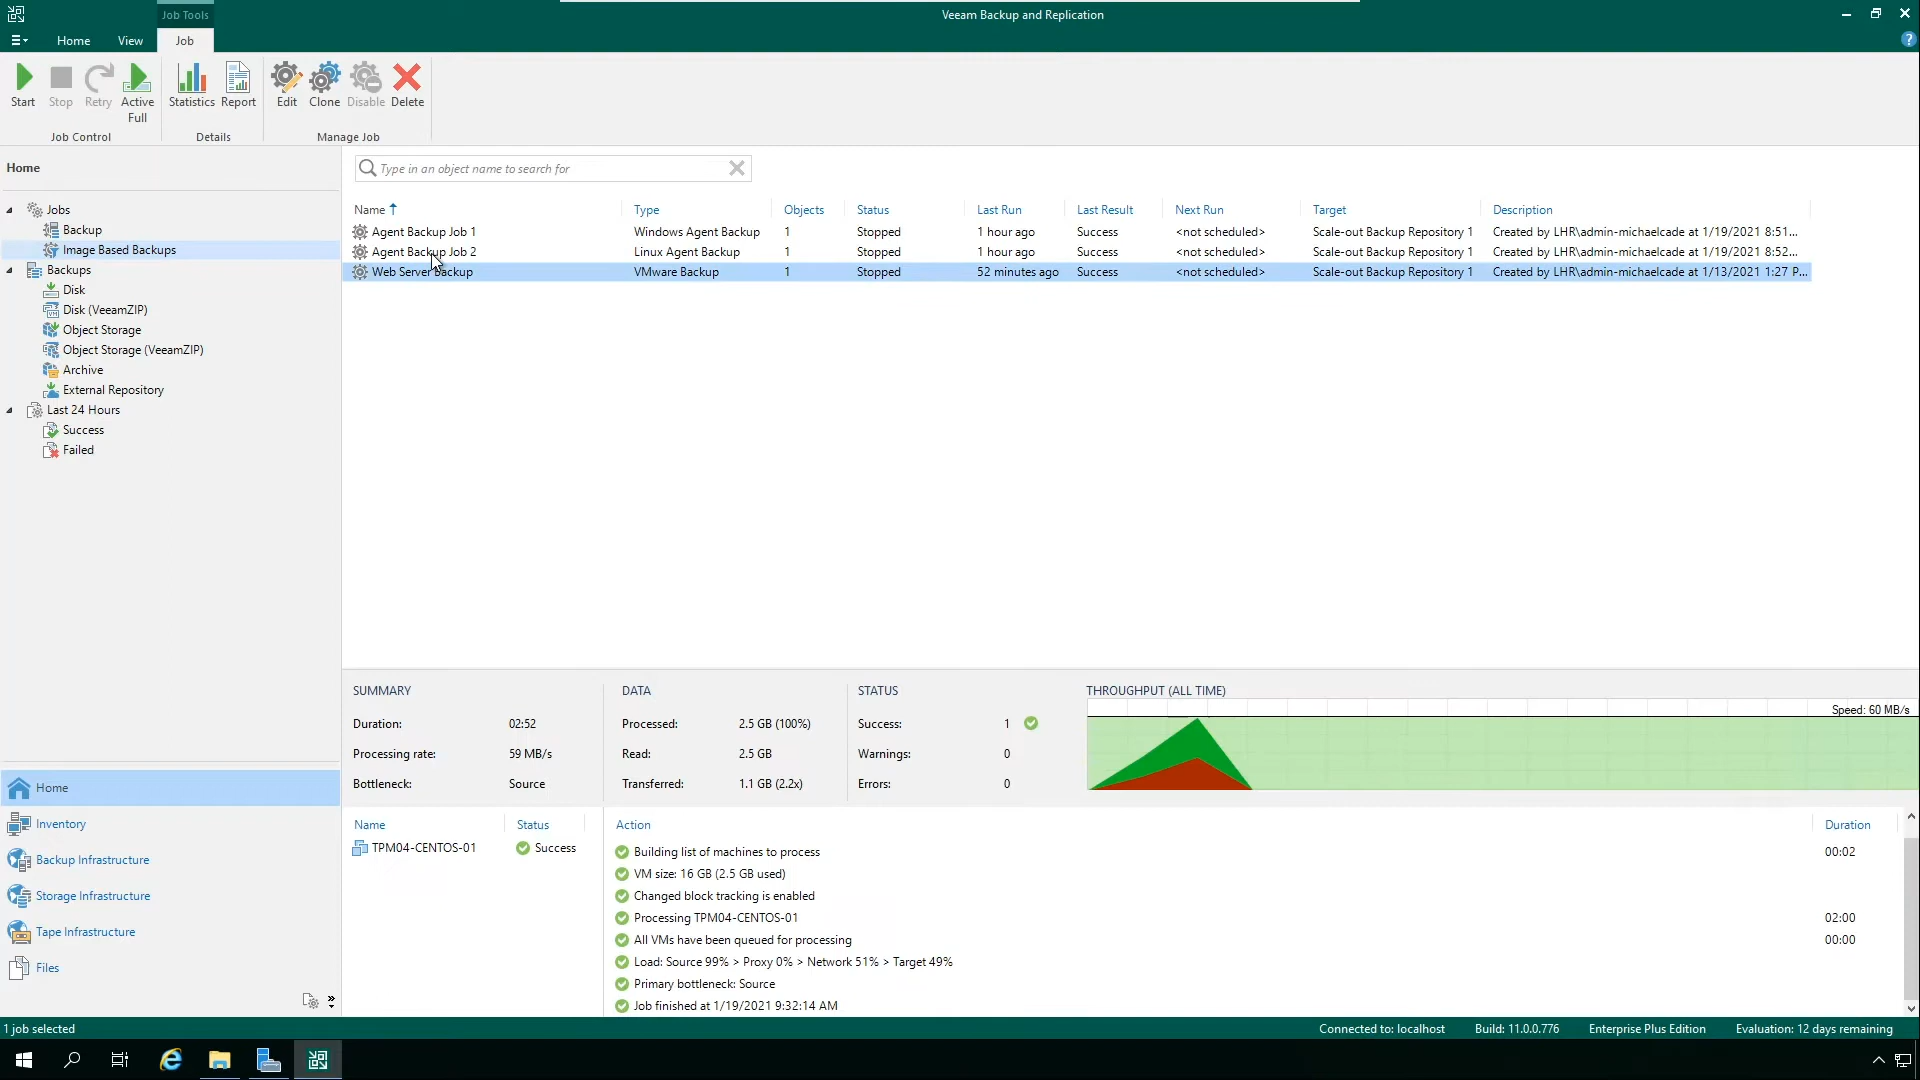 Job Tools
Veeam Backup and Replication
Home View Job
?
Start Stop Retry Active Full Statistics Report Edit Clone Disable Delete
Job Control Details Manage Job
Home
Type in an object name to search for
Jobs
Backup
Image Based Backups
Backups
Disk
Disk (VeeamZIP)
Object Storage
Object Storage (VeeamZIP)
Archive
External Repository
Last 24 Hours
Success
Failed
Name Type Objects Status Last Run Last Result Next Run Target Description
Agent Backup Job 1 Windows Agent Backup 1 Stopped 1 hour ago Success <not scheduled> Scale-out Backup Repository 1 Created by LHR\admin-michaelcade at 1/19/2021 8:51...
Agent Backup Job 2 Linux Agent Backup 1 Stopped 1 hour ago Success <not scheduled> Scale-out Backup Repository 1 Created by LHR\admin-michaelcade at 1/19/2021 8:52...
Web Server Backup VMware Backup 1 Stopped 52 minutes ago Success <not scheduled> Scale-out Backup Repository 1 Created by LHR\admin-michaelcade at 1/13/2021 1:27 P...
Home
Inventory
Backup Infrastructure
Storage Infrastructure
Tape Infrastructure
Files
SUMMARY DATA STATUS THROUGHPUT (ALL TIME)
Speed: 60 MB/s
Duration: 02:52 Processed: 2.5 GB (100%) Success: 1
Processing rate: 59 MB/s Read: 2.5 GB Warnings: 0
Bottleneck: Source Transferred: 1.1 GB (2.2x) Errors: 0
Name Status Action Duration
TPM04-CENTOS-01 Success
Building list of machines to process 00:02
VM size: 16 GB (2.5 GB used)
Changed block tracking is enabled
Processing TPM04-CENTOS-01 02:00
All VMs have been queued for processing 00:00
Load: Source 99% > Proxy 0% > Network 51% > Target 49%
Primary bottleneck: Source
Job finished at 1/19/2021 9:32:14 AM
1 job selected Connected to: localhost Build: 11.0.0.776 Enterprise Plus Edition Evaluation: 12 days remaining